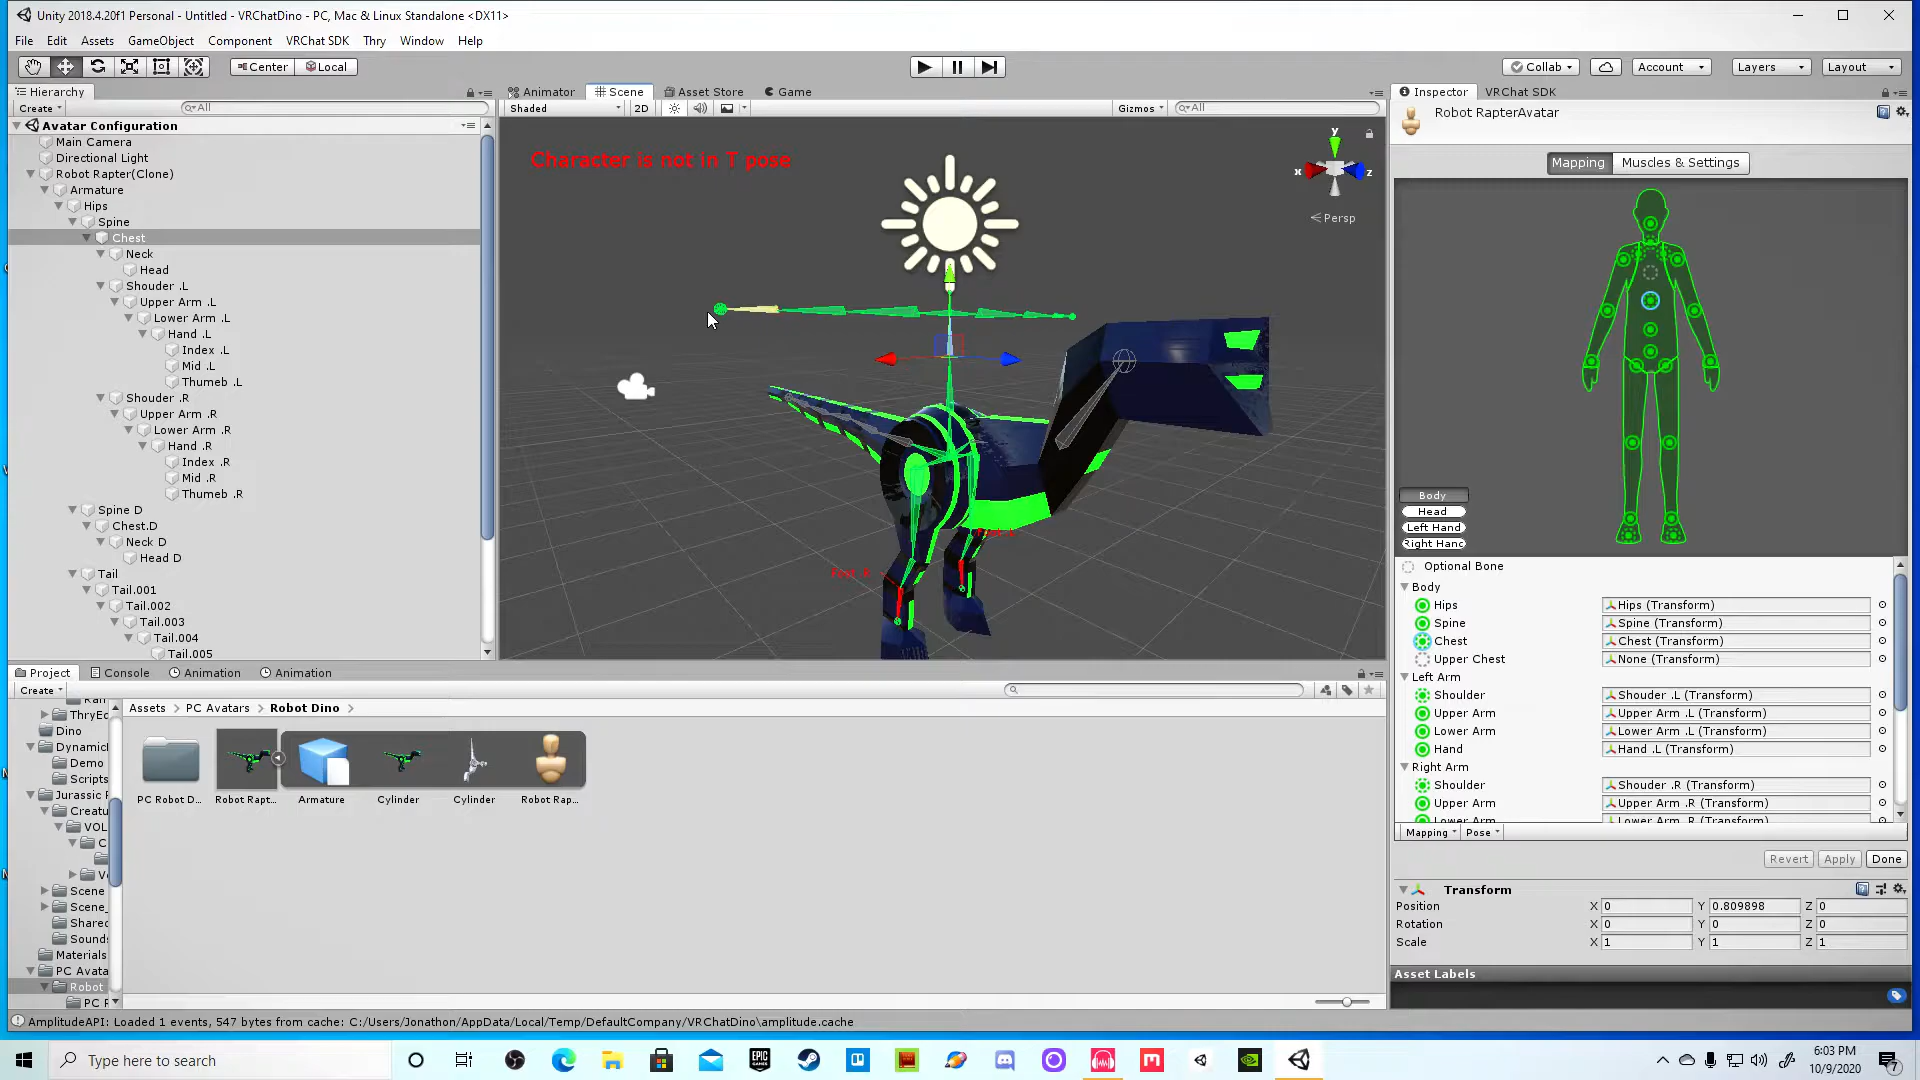 Unity 2018.4.20f1 Personal - Untitled - VRChatDino - PC, Mac & Linux Standalone <DX11>
File Edit Assets GameObject Component VRChat SDK Thry Window Help
Center Local Collab Account Layers Layout
Hierarchy Animator Scene Asset Store Game Inspector VRChat SDK
Create All Shaded 2D Gizmos All
Robot RapterAvatar
Avatar Configuration
Main Camera
Directional Light
Robot Rapter(Clone)
Armature
Hips
Spine
Chest
Neck
Head
Shouder .L
Upper Arm .L
Lower Arm .L
Hand .L
Index .L
Mid .L
Thumeb .L
Shouder .R
Upper Arm .R
Lower Arm .R
Hand .R
Index .R
Mid .R
Thumeb .R
Spine D
Chest.D
Neck D
Head D
Tail
Tail.001
Tail.002
Tail.003
Tail.004
Tail.005
Character is not in T pose
y
x z
Persp
Mapping Muscles & Settings
Body
Head
Left Hand
Right Hand
Optional Bone
Body
Hips Hips (Transform)
Spine Spine (Transform)
Chest Chest (Transform)
Upper Chest None (Transform)
Left Arm
Shoulder Shouder .L (Transform)
Upper Arm Upper Arm .L (Transform)
Lower Arm Lower Arm .L (Transform)
Hand Hand .L (Transform)
Right Arm
Shoulder Shouder .R (Transform)
Upper Arm Upper Arm .R (Transform)
Lower Arm Lower Arm .R (Transform)
Mapping Pose
Revert Apply Done
Transform
Position X 0 Y 0.809898 Z 0
Rotation X 0 Y 0 Z 0
Scale X 1 Y 1 Z 1
Asset Labels
Project Console Animation Animation
Create
ThryEc
Dino
Dynamic
Demo
Scripts
Jurassic
Creatu
VOL
C
V
Scene
Scene_
Shared
Sounds
Materials
PC Avata
Robot
PC F
Assets PC Avatars Robot Dino
PC Robot D... Robot Rapt... Armature Cylinder Cylinder Robot Rap...
AmplitudeAPI: Loaded 1 events, 547 bytes from cache: C:/Users/Jonathon/AppData/Local/Temp/DefaultCompany/VRChatDino\amplitude.cache
Type here to search
EPIC GAMES
6:03 PM
10/9/2020
7